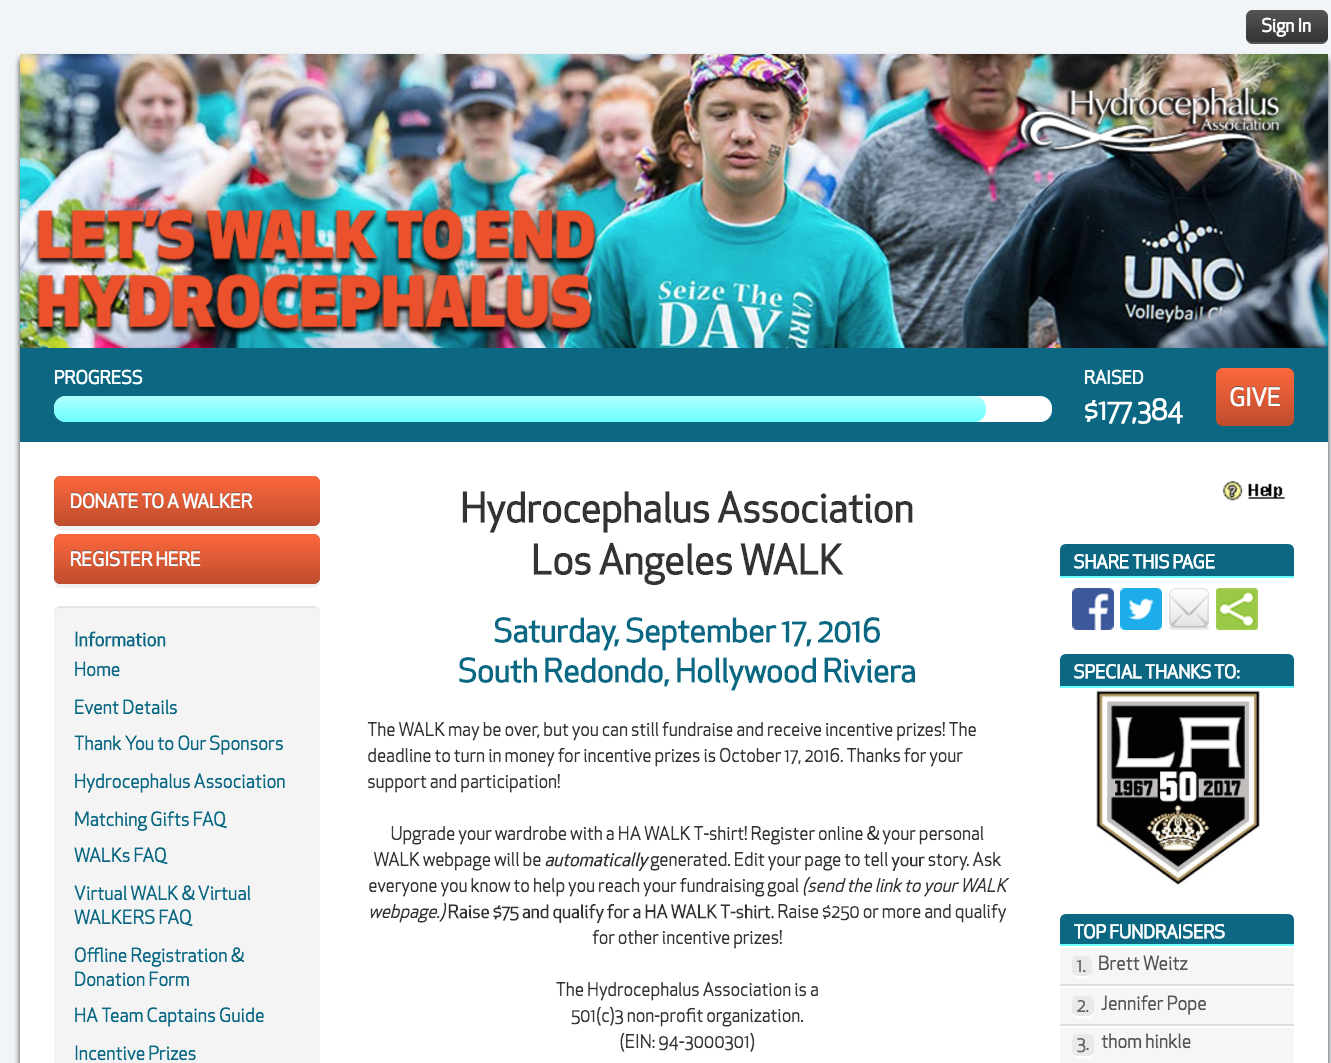 Sign In
Hydrocephalus
Association
LET'S WALK TO END
HYDROCEPHALUS
Seize The
DAY
CARP
UNO
Volleyball
PROGRESS
RAISED
$177,384
GIVE
DONATE TO A WALKER
REGISTER HERE
Information
Home
Event Details
Thank You to Our Sponsors
Hydrocephalus Association
Matching Gifts FAQ
WALKs FAQ
Virtual WALK & Virtual
WALKERS FAQ
Offline Registration &
Donation Form
HA Team Captains Guide
Incentive Prizes
Hydrocephalus Association
Los Angeles WALK
Saturday, September 17, 2016
South Redondo, Hollywood Riviera
The WALK may be over, but you can still fundraise and receive incentive prizes! The
deadline to turn in money for incentive prizes is October 17, 2016. Thanks for your
support and participation!
Upgrade your wardrobe with a HA WALK T-shirt! Register online & your personal
WALK webpage will be automatically generated. Edit your page to tell your story. Ask
everyone you know to help you reach your fundraising goal (send the link to your WALK
webpage.) Raise $75 and qualify for a HA WALK T-shirt. Raise $250 or more and qualify
for other incentive prizes!
The Hydrocephalus Association is a
501(c)3 non-profit organization.
(EIN: 94-3000301)
Help
SHARE THIS PAGE
SPECIAL THANKS TO:
LA
1967 50 2017
TOP FUNDRAISERS
1. Brett Weitz
2. Jennifer Pope
3. thom hinkle